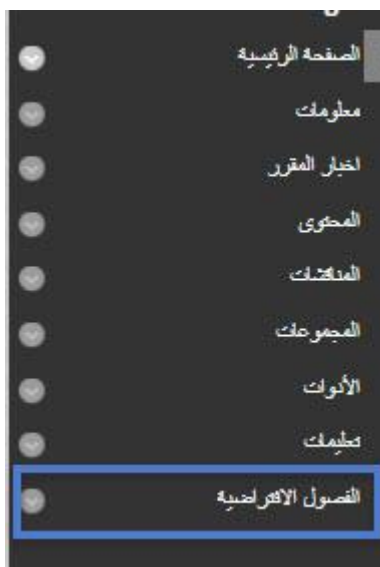 الصفحة الرئيسية
معلومات
اخبار المقرر
المحتوى
المناقشات
المجموعات
الأدوات
تعليمات
الفصول الافتراضية